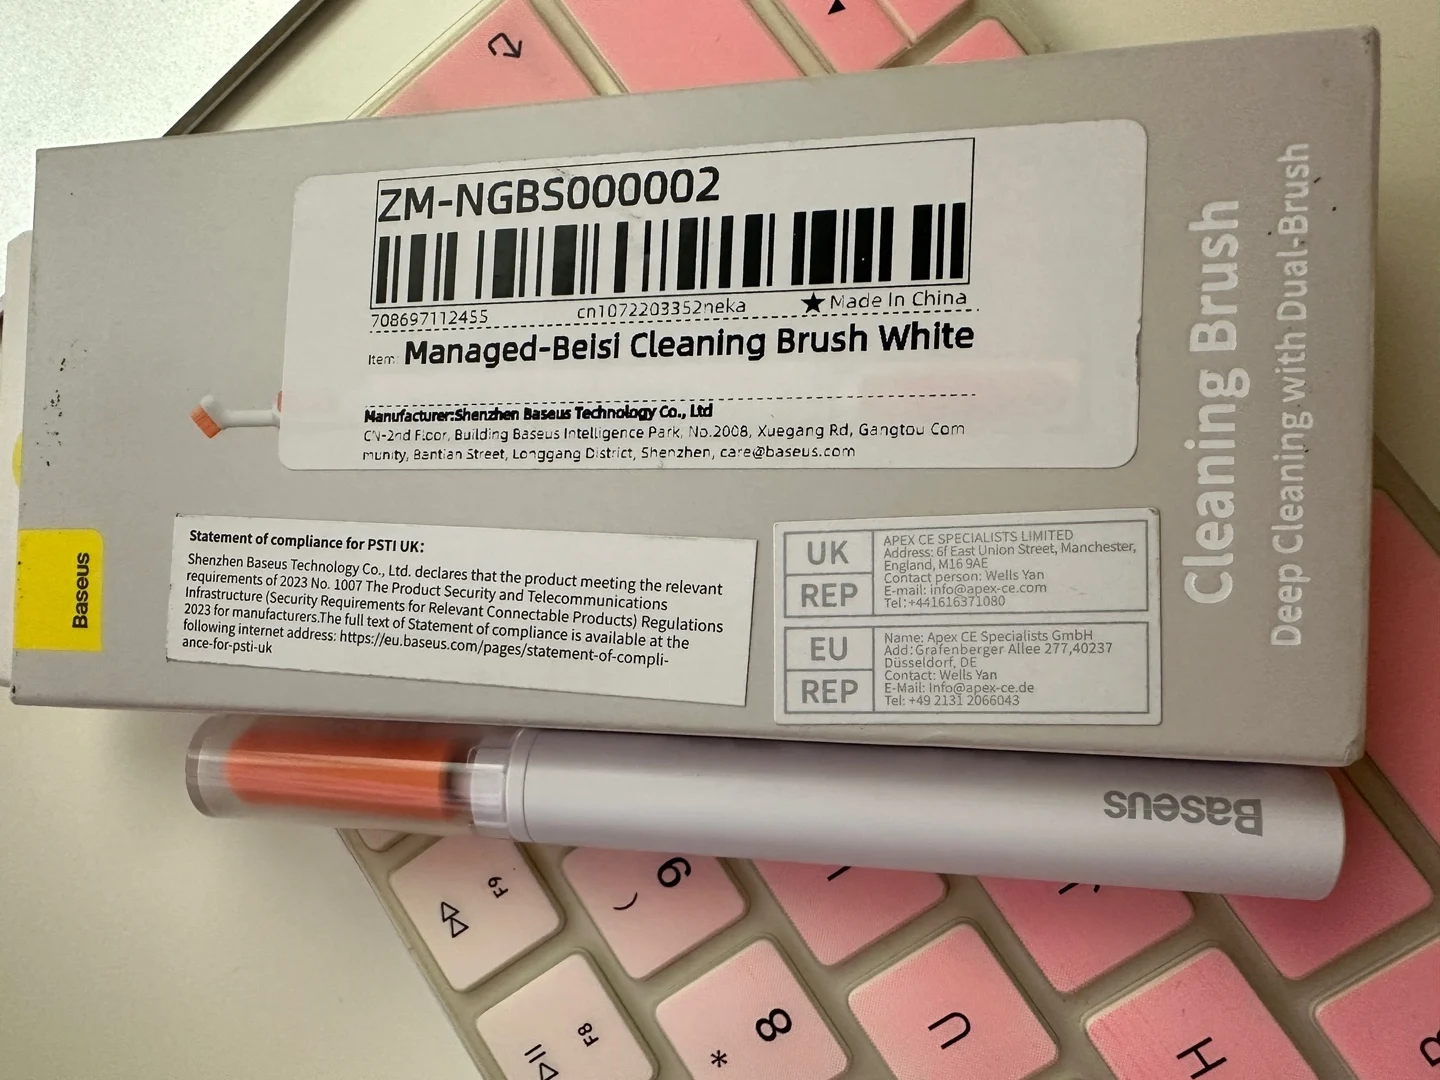 ZM-NGBS000002
708697112455 cn1072203352neka ★Made In China
Item: Managed-Beisi Cleaning Brush White
Manufacturer:Shenzhen Baseus Technology Co., Ltd
CN-2nd Floor, Building Baseus Intelligence Park, No.2008, Xuegang Rd, Gangtou Com
munity, Bantian Street, Longgang District, Shenzhen, care@baseus.com
Cleaning Brush
Deep Cleaning with Dual-Brush
Baseus
Statement of compliance for PSTI UK:
Shenzhen Baseus Technology Co., Ltd. declares that the product meeting the relevant
requirements of 2023 No. 1007 The Product Security and Telecommunications
Infrastructure (Security Requirements for Relevant Connectable Products) Regulations
2023 for manufacturers.The full text of Statement of compliance is available at the
following internet address: https://eu.baseus.com/pages/statement-of-compli-
ance-for-psti-uk
UK
REP
APEX CE SPECIALISTS LIMITED
Address: 6f East Union Street, Manchester,
England, M16 9AE
Contact person: Wells Yan
E-mail: info@apex-ce.com
Tel:+441616371080
EU
REP
Name: Apex CE Specialists GmbH
Add:Grafenberger Allee 277,40237
Düsseldorf, DE
Contact: Wells Yan
E-Mail: Info@apex-ce.de
Tel: +49 2131 2066043
Baseus
F9
(
9
F8
*
8
U
H